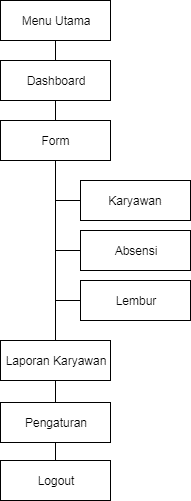 Menu Utama
Dashboard
Form
Karyawan
Absensi
Lembur
Laporan Karyawan
Pengaturan
Logout